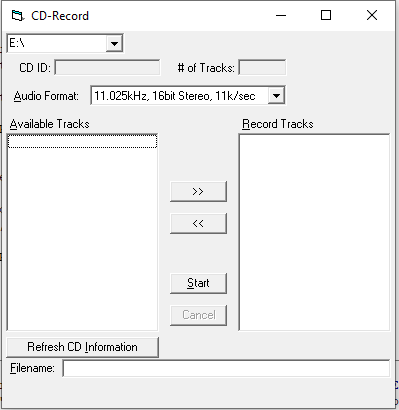 CD-Record
E:\
CD ID: # of Tracks:
Audio Format: 11.025kHz, 16bit Stereo, 11k/sec
Available Tracks Record Tracks
>>
<<
Start
Cancel
Refresh CD Information
Filename: